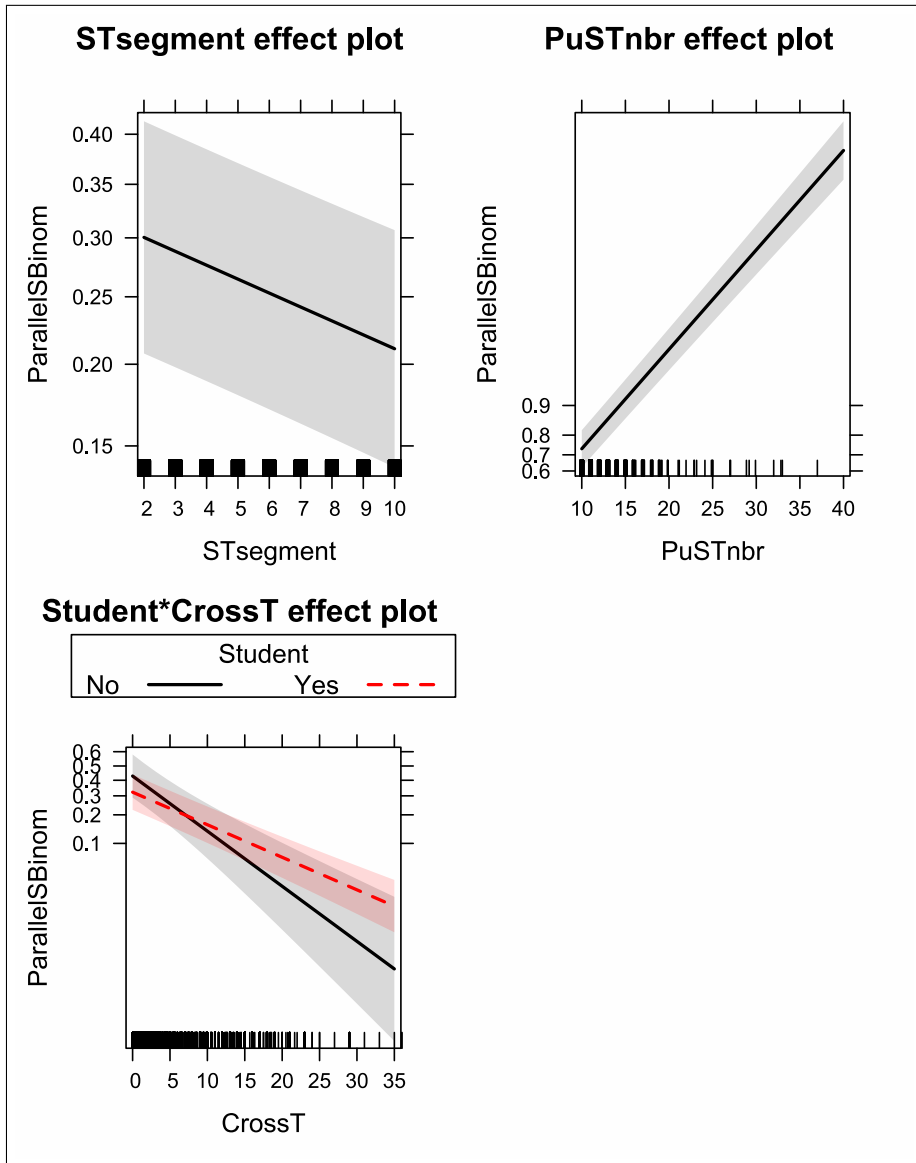 STsegment effect plot
ParallelSBinom
0.40
0.35
0.30
0.25
0.20
0.15
2 3 4 5 6 7 8 9 10
STsegment
PuSTnbr effect plot
ParallelSBinom
0.9
0.8
0.7
0.6
10 15 20 25 30 35 40
PuSTnbr
Student*CrossT effect plot
Student
No Yes
ParallelSBinom
0.6
0.5
0.4
0.3
0.2
0.1
0 5 10 15 20 25 30 35
CrossT